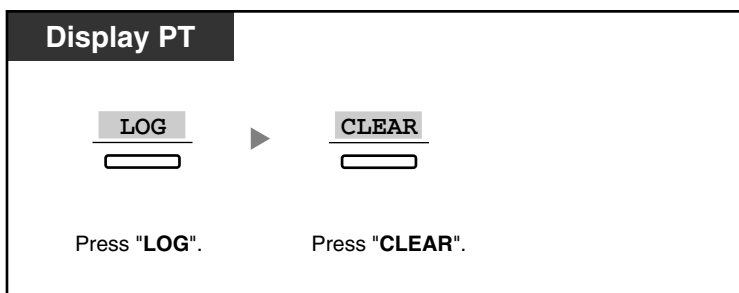 Display PT
LOG
CLEAR
Press "LOG".
Press "CLEAR".